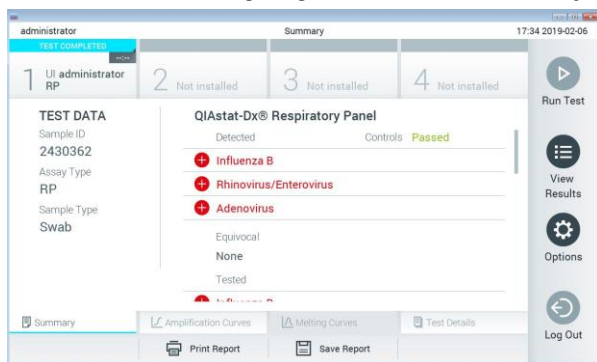 administrator Summary 17:34 2019-02-06
TEST COMPLETED
1 UI administrator
RP
2 Not installed
3 Not installed
4 Not installed
Run Test
TEST DATA
Sample ID
2430362
Assay Type
RP
Sample Type
Swab
QIAstat-Dx® Respiratory Panel
Detected Controls Passed
Influenza B
Rhinovirus/Enterovirus
Adenovirus
Equivocal
None
Tested
View
Results
Options
Summary Amplification Curves Melting Curves Test Details
Print Report Save Report
Log Out